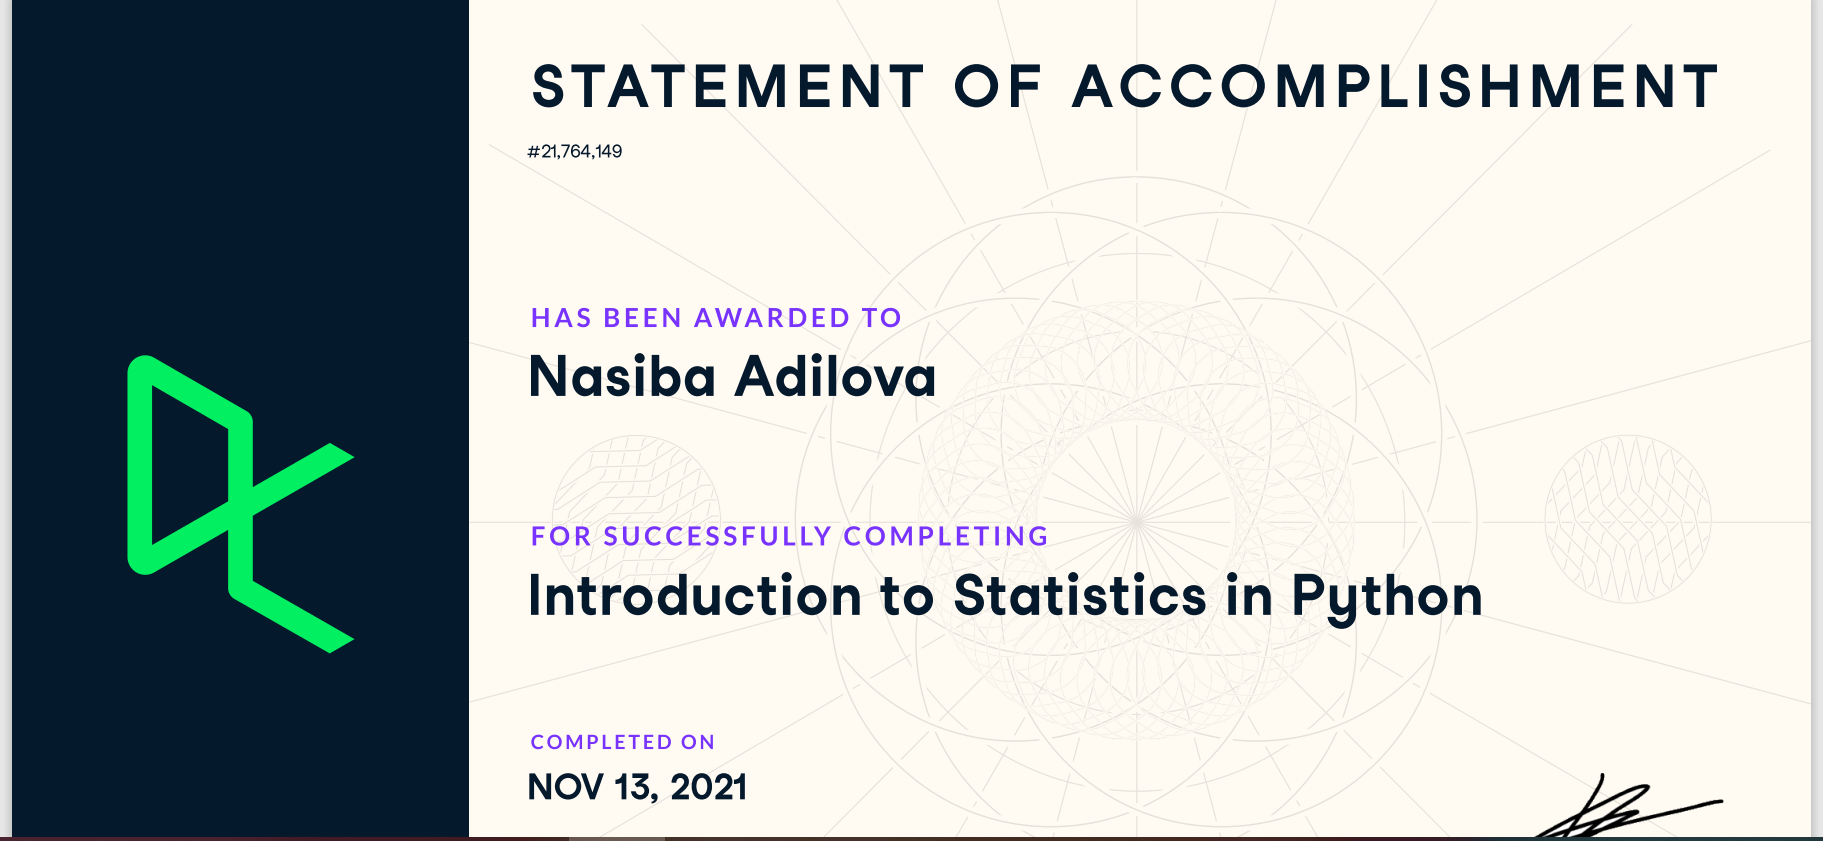 STATEMENT OF ACCOMPLISHMENT
#21,764,149
HAS BEEN AWARDED TO
Nasiba Adilova
FOR SUCCESSFULLY COMPLETING
Introduction to Statistics in Python
COMPLETED ON
NOV 13, 2021